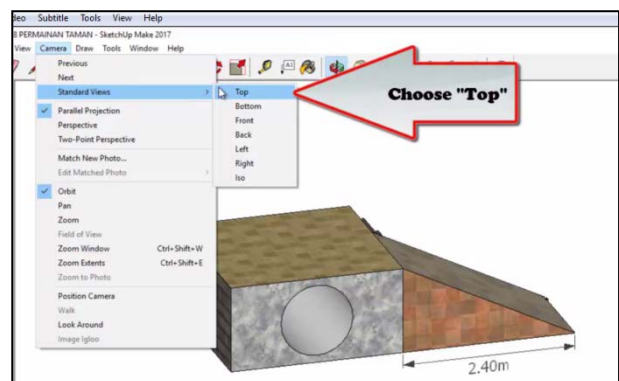 deo Subtitle Tools View Help
8 PERMAINAN TAMAN - SketchUp Make 2017
View Camera Draw Tools Window Help
Previous
Next
Standard Views
Parallel Projection
Perspective
Two-Point Perspective
Match New Photo...
Edit Matched Photo
Orbit
Pan
Zoom
Field of View
Zoom Window Ctrl+Shift+W
Zoom Extents Ctrl+Shift+E
Zoom to Photo
Position Camera
Walk
Look Around
Image Igloo
Top
Bottom
Front
Back
Left
Right
Iso
Choose "Top"
2.40m